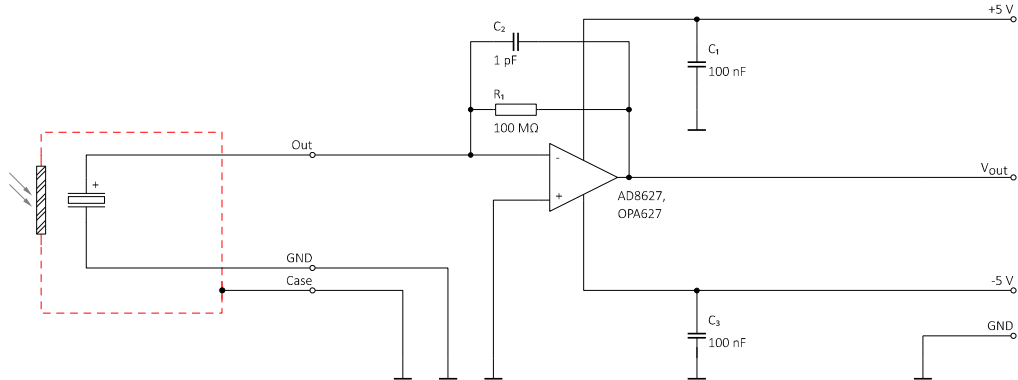 +5 V
C₂
1 pF
C₁
100 nF
R₁
100 MΩ
Out
-
+
+
Vout
AD8627,
OPA627
GND
Case
-5 V
C₃
100 nF
GND